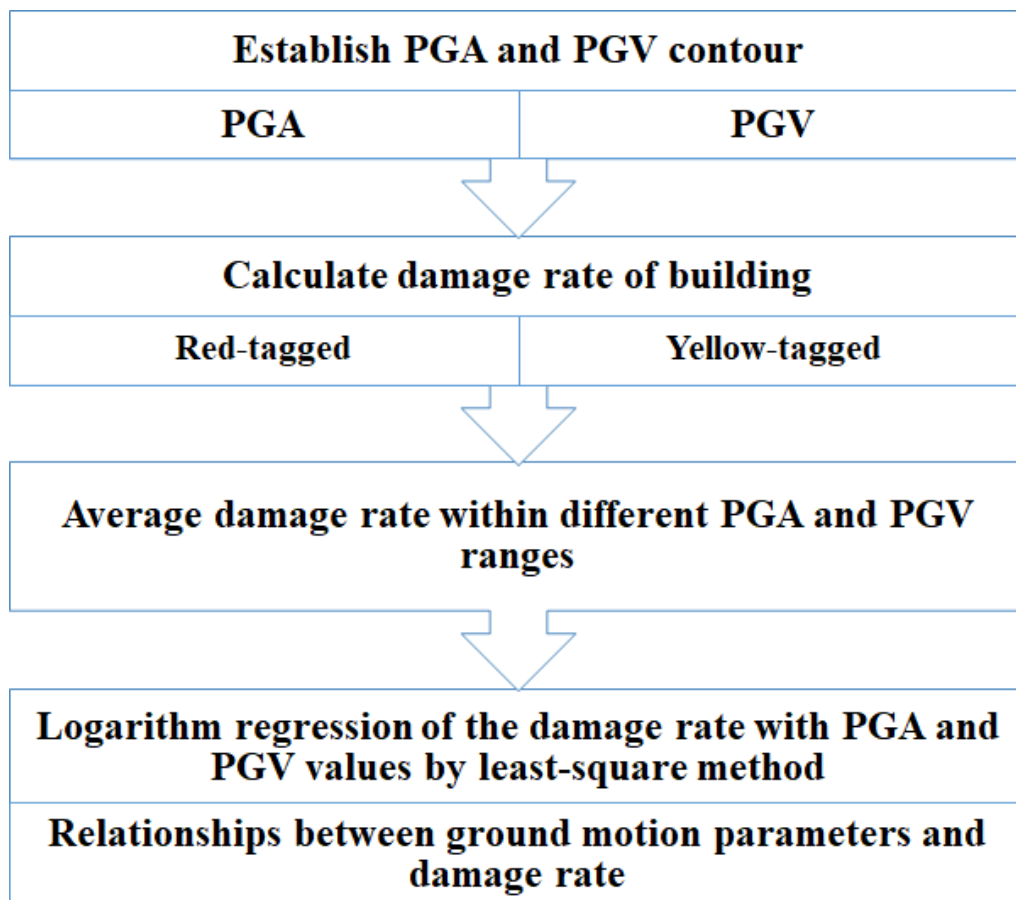 Establish PGA and PGV contour
PGA
PGV
Calculate damage rate of building
Red-tagged
Yellow-tagged
Average damage rate within different PGA and PGV
ranges
Logarithm regression of the damage rate with PGA and
PGV values by least-square method
Relationships between ground motion parameters and
damage rate